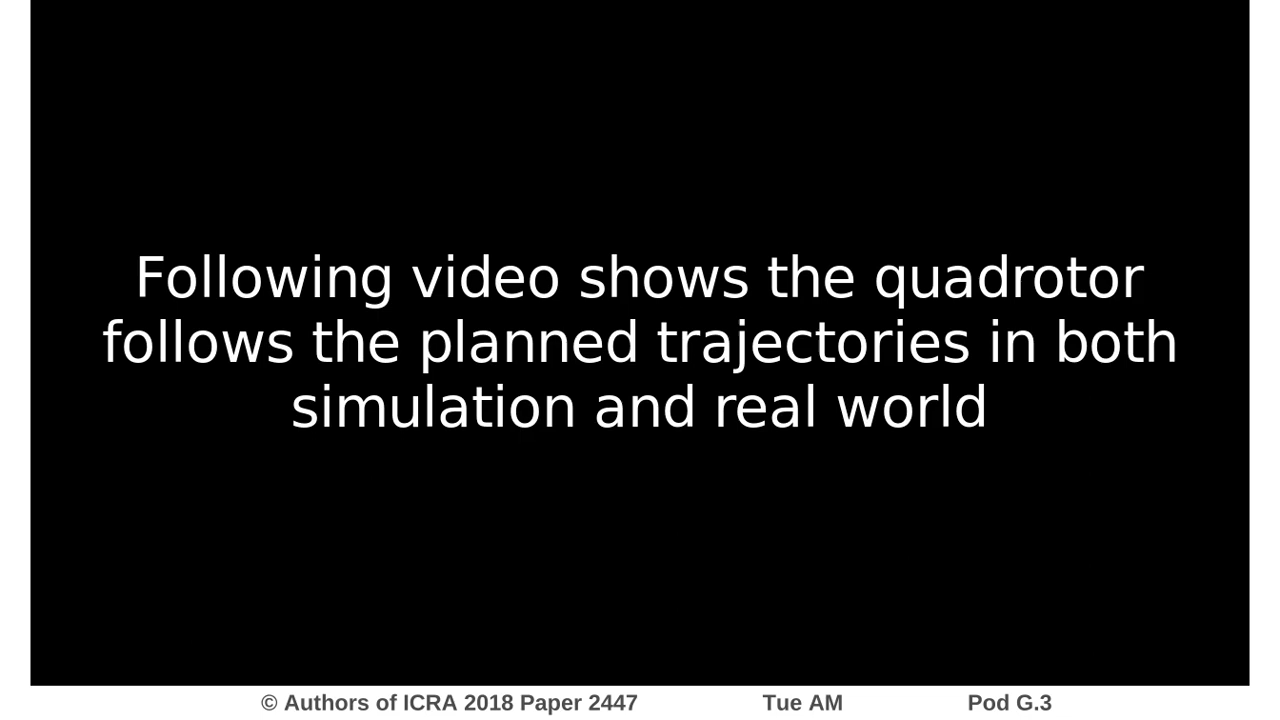 Following video shows the quadrotor
follows the planned trajectories in both
simulation and real world
© Authors of ICRA 2018 Paper 2447 Tue AM Pod G.3